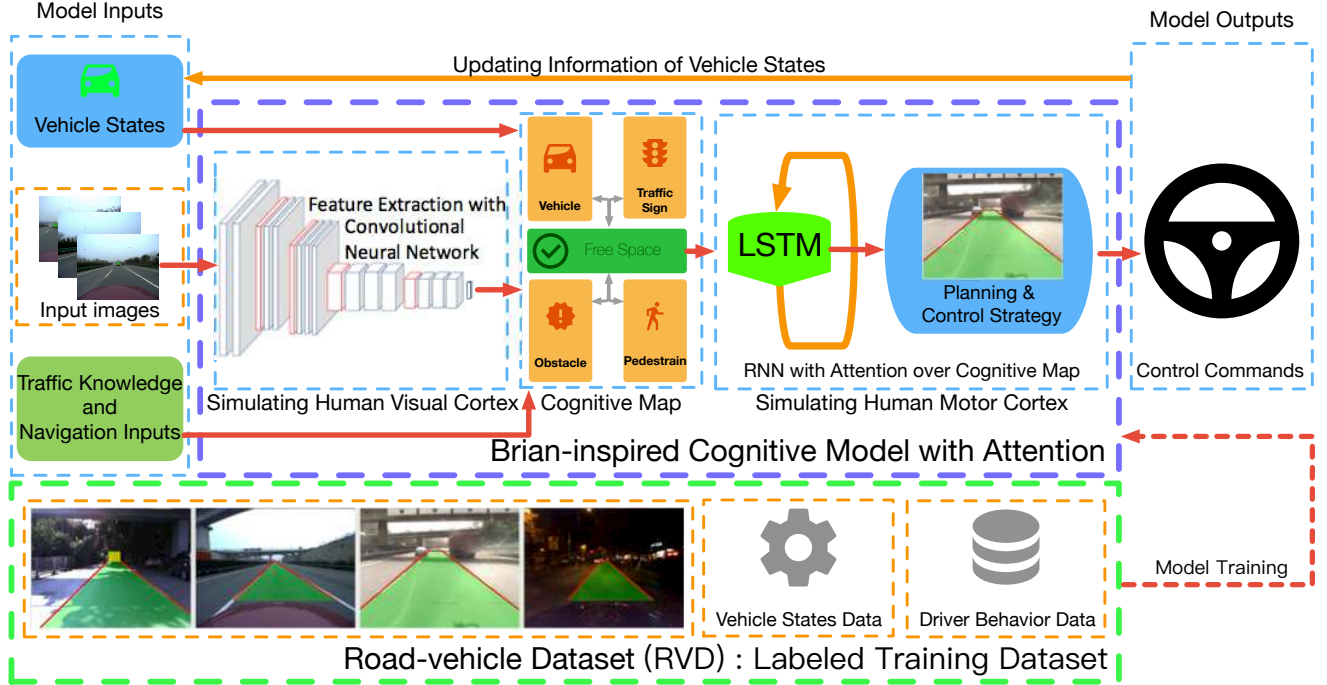 Model Inputs
Model Outputs
Updating Information of Vehicle States
Vehicle States
Vehicle
Traffic
Sign
Feature Extraction with
Convolutional
Neural Network
Free Space
LSTM
Input images
Planning &
Control Strategy
Obstacle
Pedestrain
RNN with Attention over Cognitive Map
Control Commands
Traffic Knowledge
and
Navigation Inputs
Simulating Human Visual Cortex
Cognitive Map
Simulating Human Motor Cortex
Brian-inspired Cognitive Model with Attention
Model Training
Vehicle States Data
Driver Behavior Data
Road-vehicle Dataset (RVD) : Labeled Training Dataset